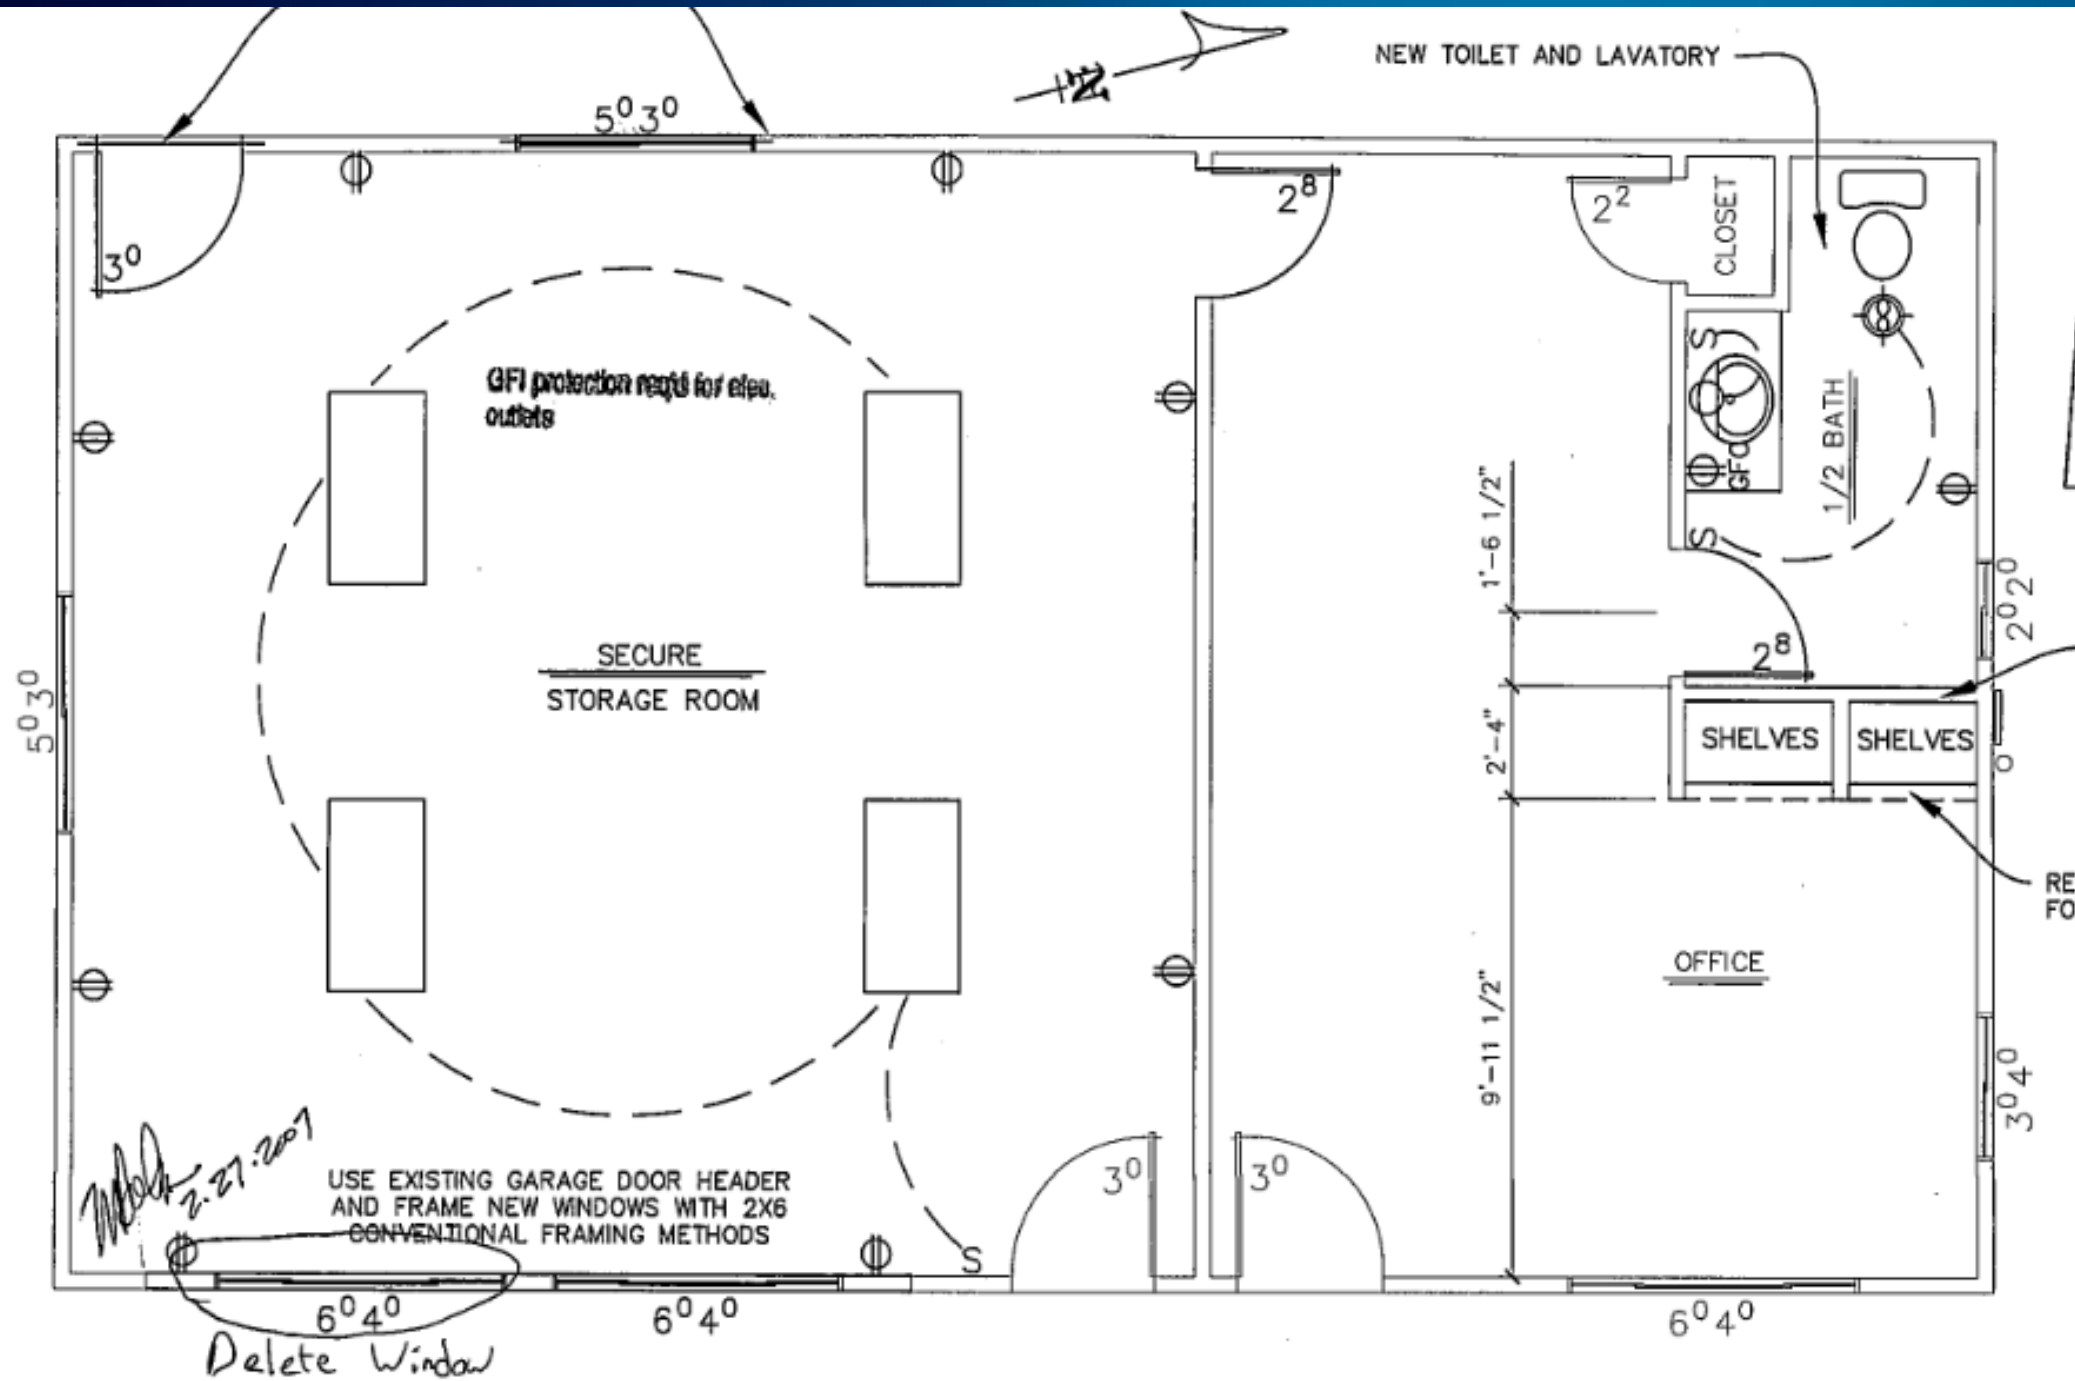 NEW TOILET AND LAVATORY
N
5⁰3⁰
2⁸
2²
CLOSET
3⁰
GFI protection req'd for elec.
outlets
S
GFCI
1/2 BATH
S
1'-6 1/2"
2⁰2⁰
2⁸
SECURE
STORAGE ROOM
5⁰3⁰
2'-4"
SHELVES
SHELVES
RE
FO
OFFICE
9'-11 1/2"
3⁰4⁰
2.27.2007
3⁰
3⁰
USE EXISTING GARAGE DOOR HEADER
AND FRAME NEW WINDOWS WITH 2X6
CONVENTIONAL FRAMING METHODS
S
6⁰4⁰
6⁰4⁰
6⁰4⁰
Delete Window